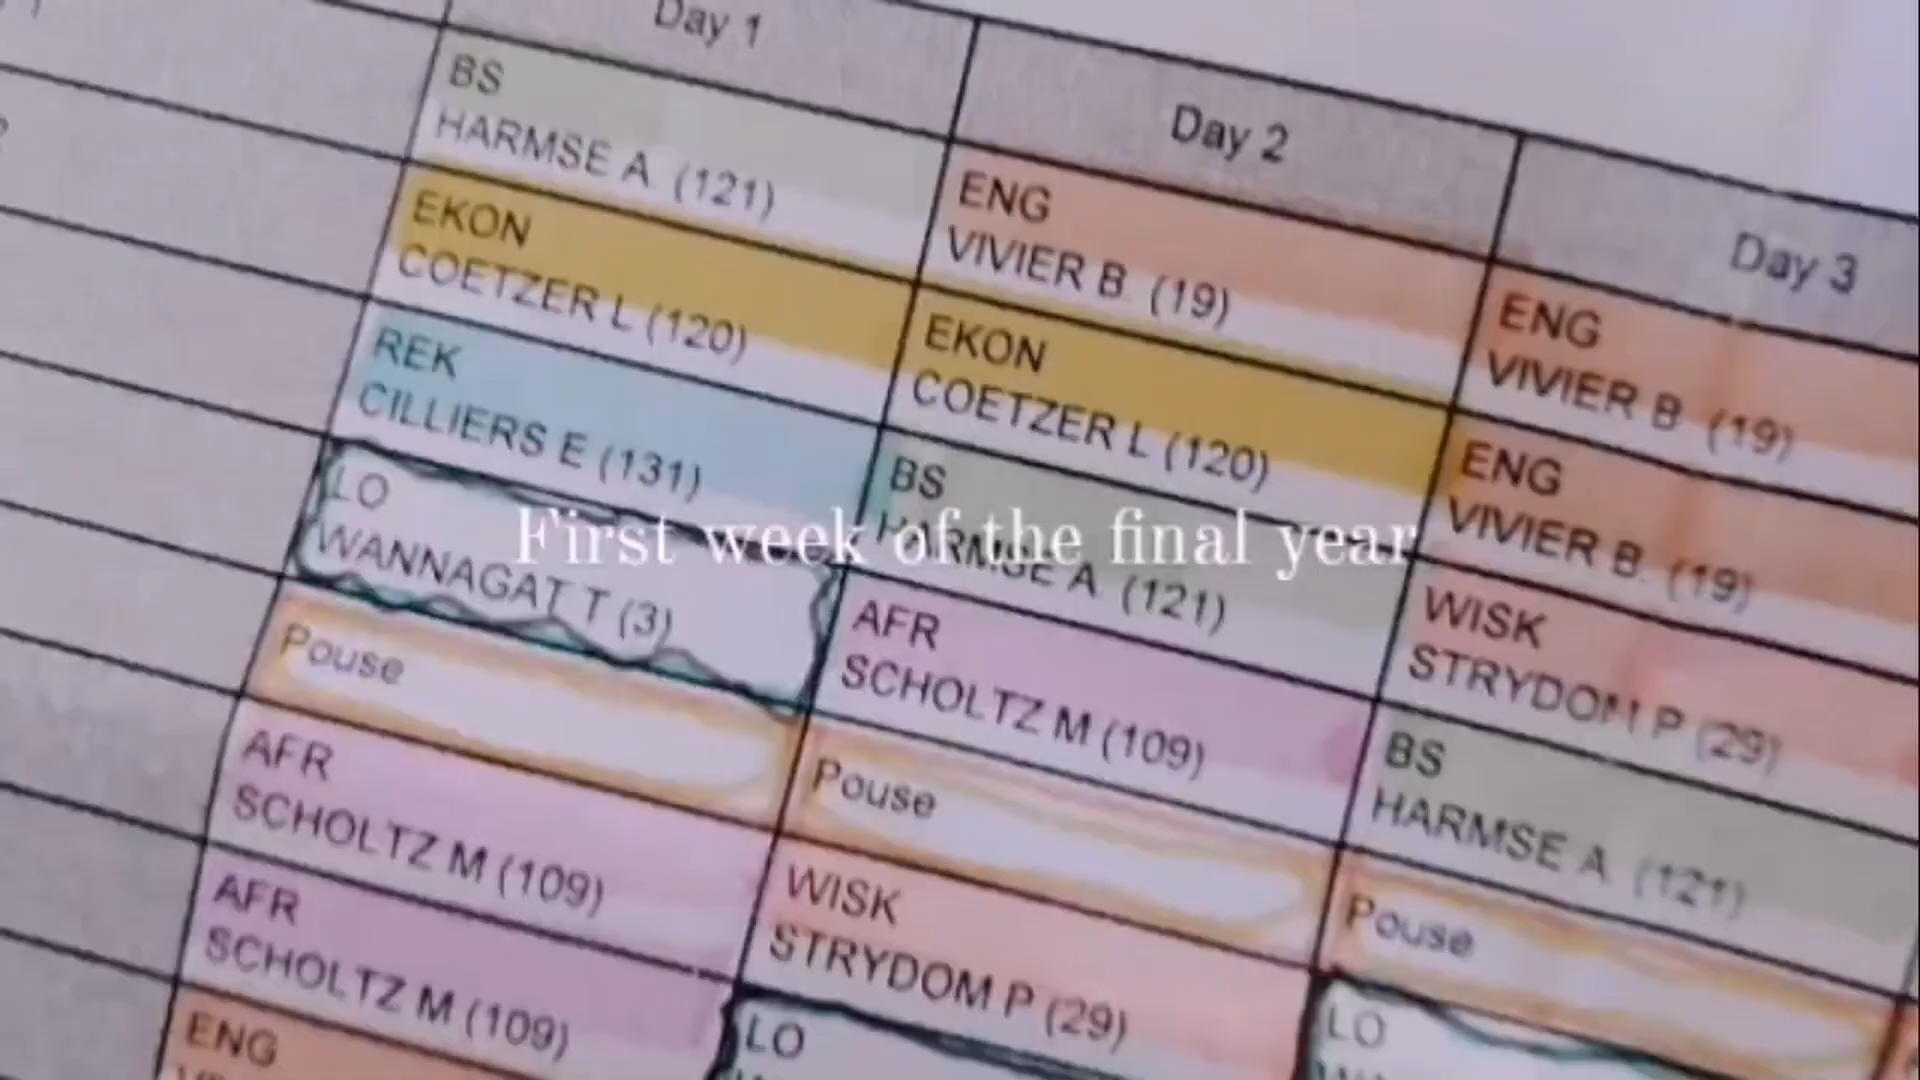 Day 1
BS
HARMSE A. (121)
EKON
COETZER L (120)
REK
CILLIERS E (131)
LO
WANNAGAT T (3)
Pouse
AFR
SCHOLTZ M (109)
AFR
SCHOLTZ M (109)
ENG
Day 2
ENG
VIVIER B. (19)
EKON
COETZER L (120)
BS
HARMSE A. (121)
AFR
SCHOLTZ M (109)
Pouse
WISK
STRYDOM P (29)
LO
Day 3
ENG
VIVIER B. (19)
ENG
VIVIER B. (19)
WISK
STRYDOM P (29)
BS
HARMSE A. (121)
Pouse
LO
First week of the final year